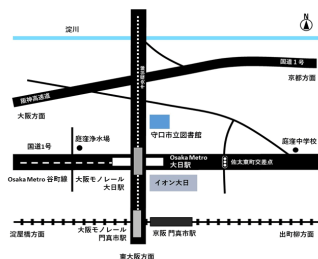 淀川
N
国道1号
阪神高速道
京都方面
大阪方面
守口市立図書館
庭窪浄水場
国道1号
庭窪中学校
Osaka Metro
大日駅
佐太東町交差点
Osaka Metro 谷町線
大阪モノレール
大日駅
イオン大日
大阪モノレール
門真市駅
京阪 門真市駅
淀屋橋方面
出町柳方面
東大阪方面